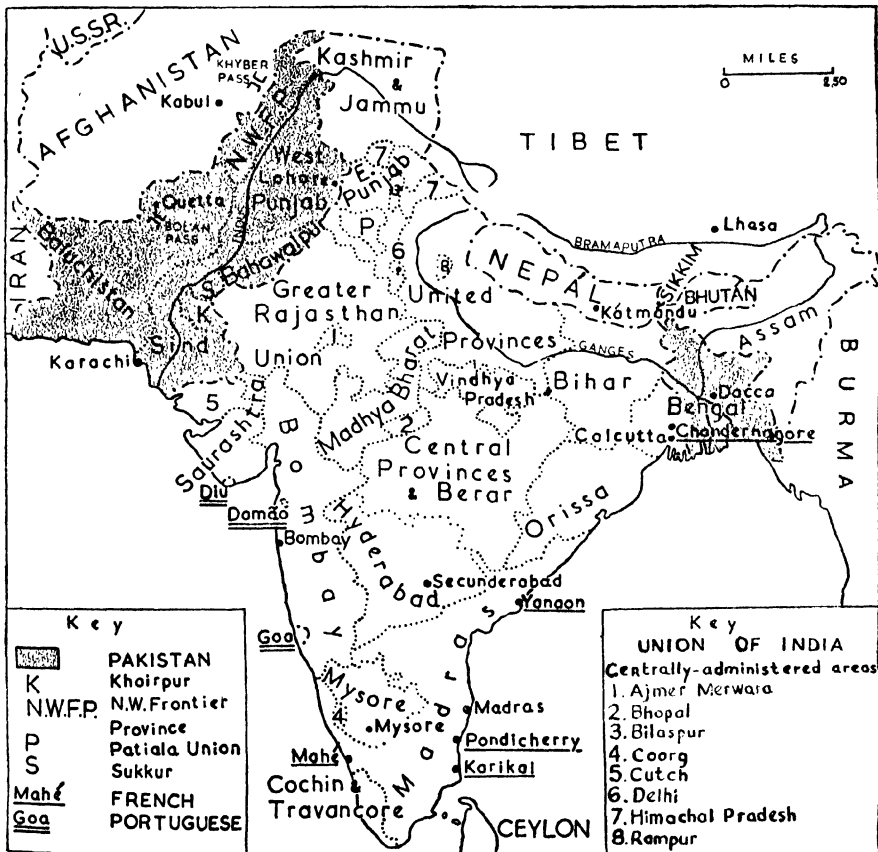 U.S.S.R.
AFGHANISTAN
KHYBER
PASS
Kabul
Kashmir
&
Jammu
MILES
0 250
TIBET
N.W.F.P.
West
Punjab
Lahore
E.
Punjab
7
3
7
Quetta
BOLAN
PASS
INDUS
P
IRAN
Baluchistan
S
Bahawalpur
6
8
K
Sind
Karachi
Greater
Rajasthan
Union
1
United
Provinces
NEPAL
Katmandu
BRAMAPUTRA
Lhasa
SIKKIM
BHUTAN
Assam
BURMA
GANGES
5
Saurashtra
Madhya Bharat
2
Vindhya
Pradesh
Bihar
Bengal
Dacca
Calcutta
Chandernagore
Central
Provinces
& Berar
Orissa
Diu
Damão
Bombay
Bombay
Hyderabad
Secunderabad
Yanaon
Goa
Mysore
4
Mysore
Madras
Madras
Pondicherry
Karikal
Mahé
Cochin &
Travancore
CEYLON
Key
PAKISTAN
K Khairpur
N.W.F.P. N.W. Frontier
Province
P Patiala Union
S Sukkur
Mahé FRENCH
Goa PORTUGUESE
Key
UNION OF INDIA
Centrally-administered areas
1. Ajmer Merwara
2. Bhopal
3. Bilaspur
4. Coorg
5. Cutch
6. Delhi
7. Himachal Pradesh
8. Rampur